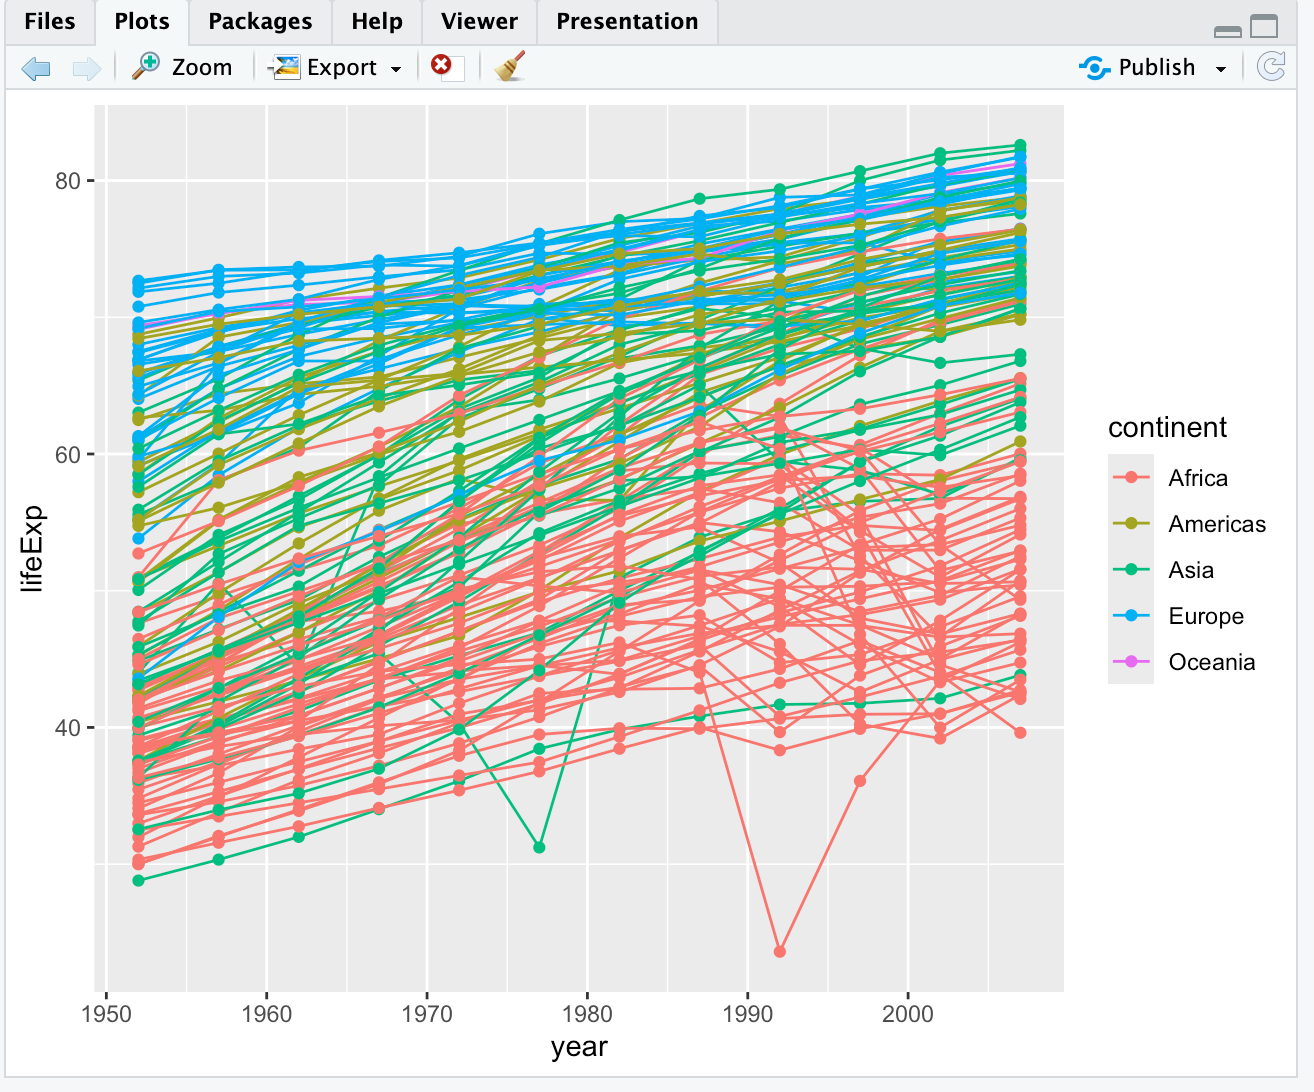 Files Plots Packages Help Viewer Presentation
Zoom Export Publish
80
60
40
lifeExp
1950 1960 1970 1980 1990 2000
year
continent
Africa
Americas
Asia
Europe
Oceania